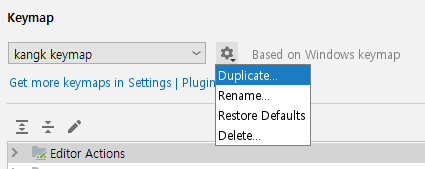 Keymap
kangk keymap
Based on Windows keymap
Get more keymaps in Settings | Plugin
Duplicate...
Rename...
Restore Defaults
Delete...
Editor Actions